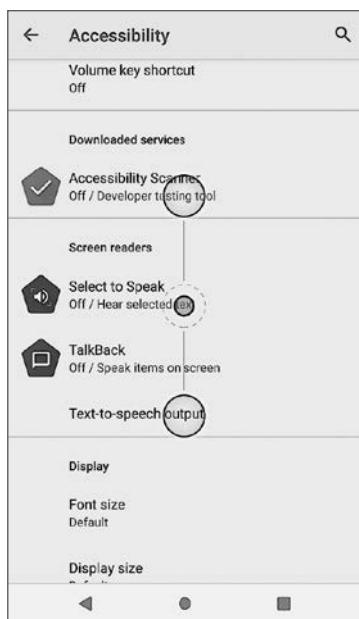 Accessibility
Volume key shortcut
Off
Downloaded services
Accessibility Scanner
Off / Developer testing tool
Screen readers
Select to Speak
Off / Hear selected text
TalkBack
Off / Speak items on screen
Text-to-speech output
Display
Font size
Default
Display size